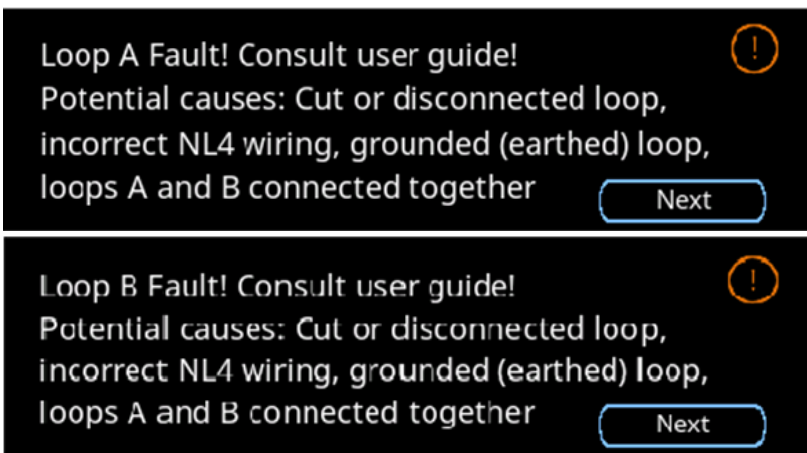 Loop A Fault! Consult user guide!
Potential causes: Cut or disconnected loop,
incorrect NL4 wiring, grounded (earthed) loop,
loops A and B connected together
Next
Loop B Fault! Consult user guide!
Potential causes: Cut or disconnected loop,
incorrect NL4 wiring, grounded (earthed) loop,
loops A and B connected together
Next